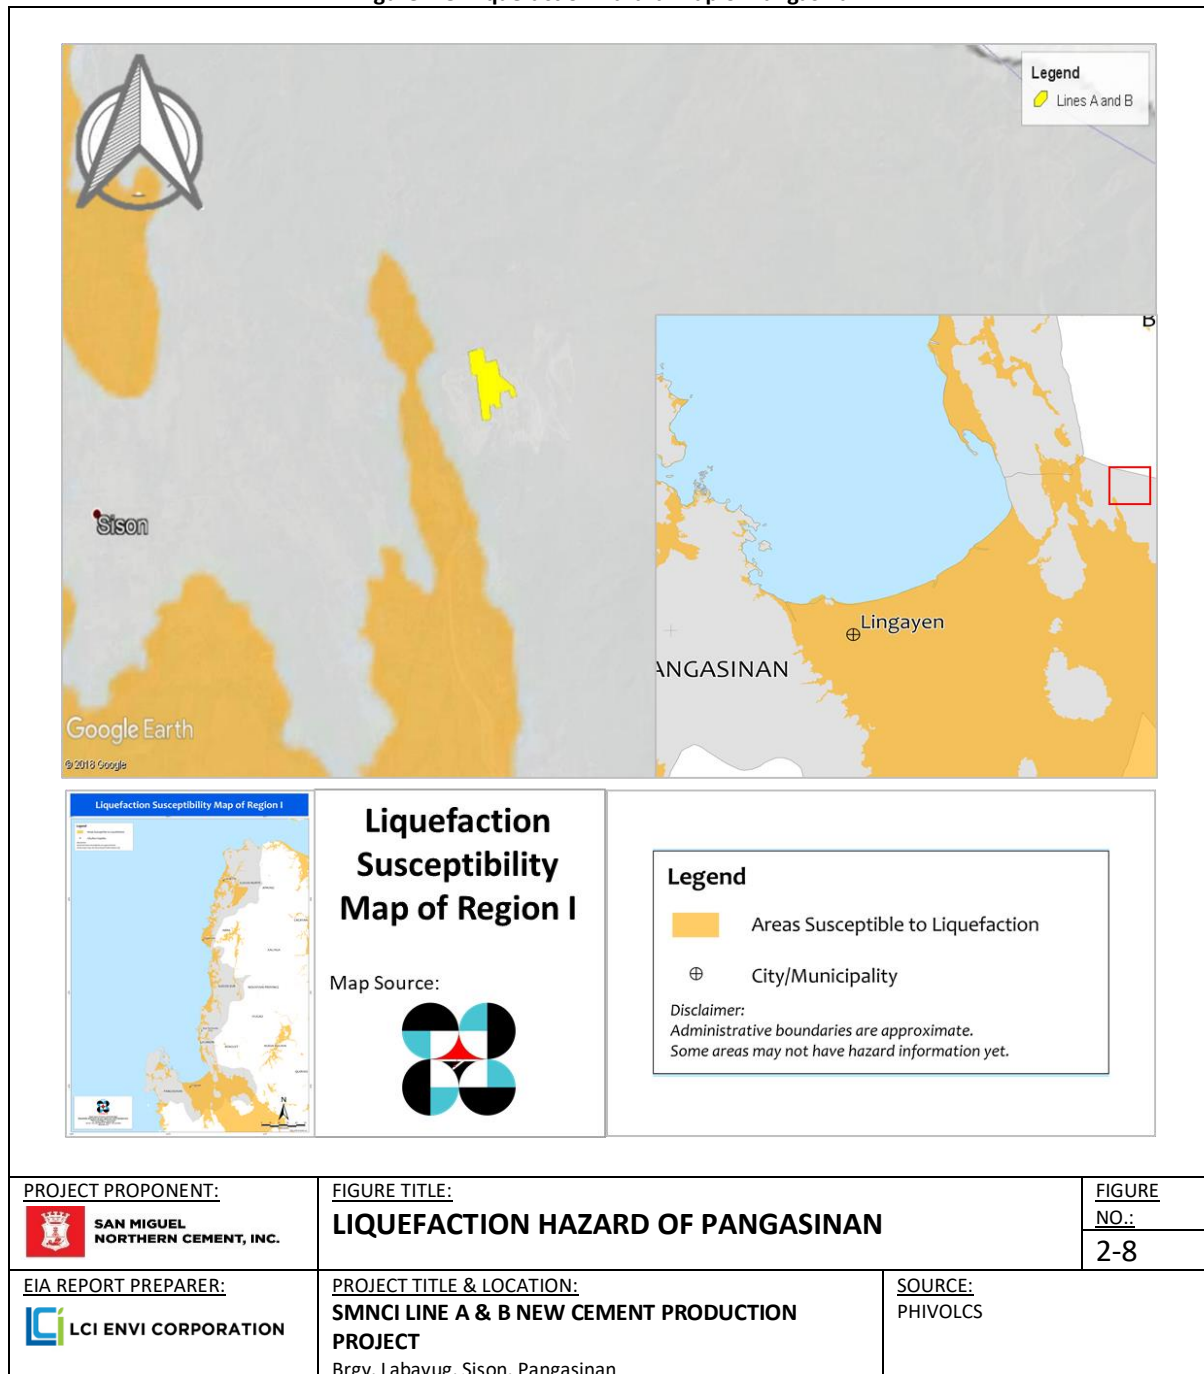 Legend
Lines A and B
B
Sison
Lingayen
ANGASINAN
Google Earth
© 2018 Google
Liquefaction Susceptibility Map of Region I
Liquefaction
Susceptibility
Map of Region I
Map Source:
Legend
Areas Susceptible to Liquefaction
City/Municipality
Disclaimer:
Administrative boundaries are approximate.
Some areas may not have hazard information yet.
PROJECT PROPONENT:
SAN MIGUEL
NORTHERN CEMENT, INC.
FIGURE TITLE:
LIQUEFACTION HAZARD OF PANGASINAN
FIGURE
NO.:
2-8
EIA REPORT PREPARER:
LCI ENVI CORPORATION
PROJECT TITLE & LOCATION:
SMNCI LINE A & B NEW CEMENT PRODUCTION
PROJECT
Brgy. Labayug, Sison, Pangasinan
SOURCE:
PHIVOLCS